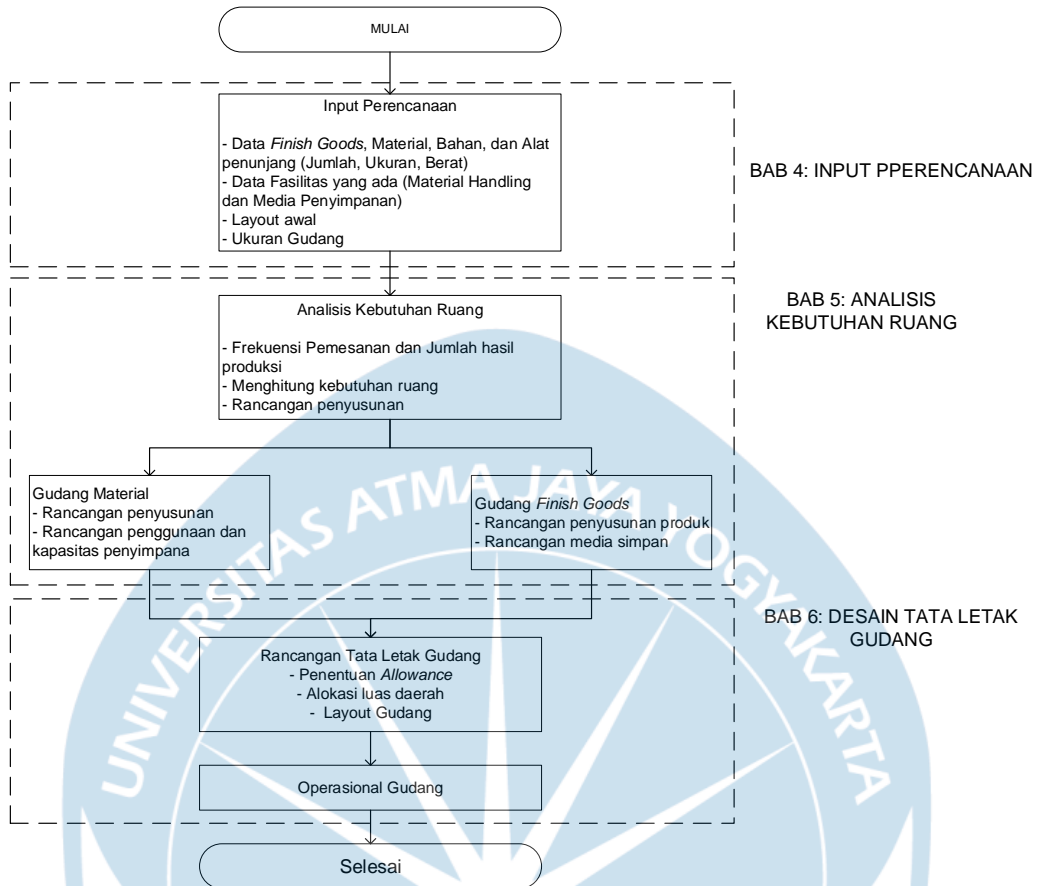 MULAI
Input Perencanaan
- Data Finish Goods, Material, Bahan, dan Alat
penunjang (Jumlah, Ukuran, Berat)
- Data Fasilitas yang ada (Material Handling
dan Media Penyimpanan)
- Layout awal
- Ukuran Gudang
BAB 4: INPUT PPERENCANAAN
Analisis Kebutuhan Ruang
- Frekuensi Pemesanan dan Jumlah hasil
produksi
- Menghitung kebutuhan ruang
- Rancangan penyusunan
BAB 5: ANALISIS
KEBUTUHAN RUANG
Gudang Material
- Rancangan penyusunan
- Rancangan penggunaan dan
kapasitas penyimpana
Gudang Finish Goods
- Rancangan penyusunan produk
- Rancangan media simpan
Rancangan Tata Letak Gudang
- Penentuan Allowance
- Alokasi luas daerah
- Layout Gudang
BAB 6: DESAIN TATA LETAK
GUDANG
Operasional Gudang
Selesai
UNIVERSITAS ATMA JAYA YOGYAKARTA